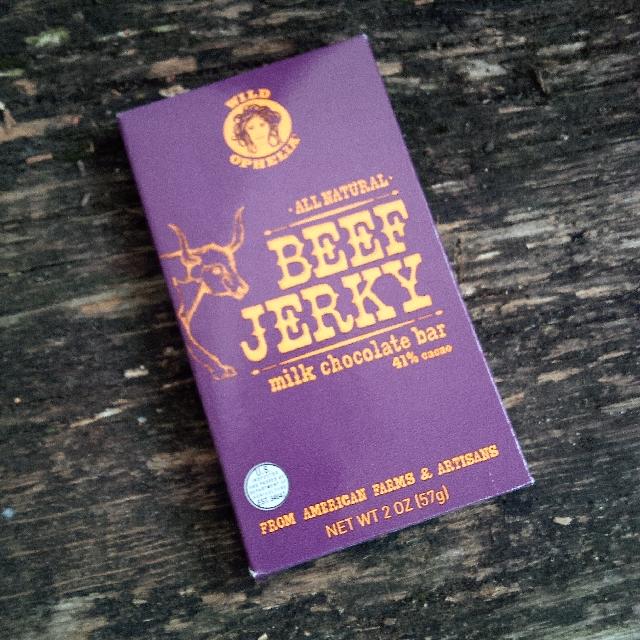 WILD
OPHELIA
· ALL NATURAL ·
BEEF
JERKY
milk chocolate bar
41% cacao
FROM AMERICAN FARMS & ARTISANS
NET WT 2 OZ (57g)